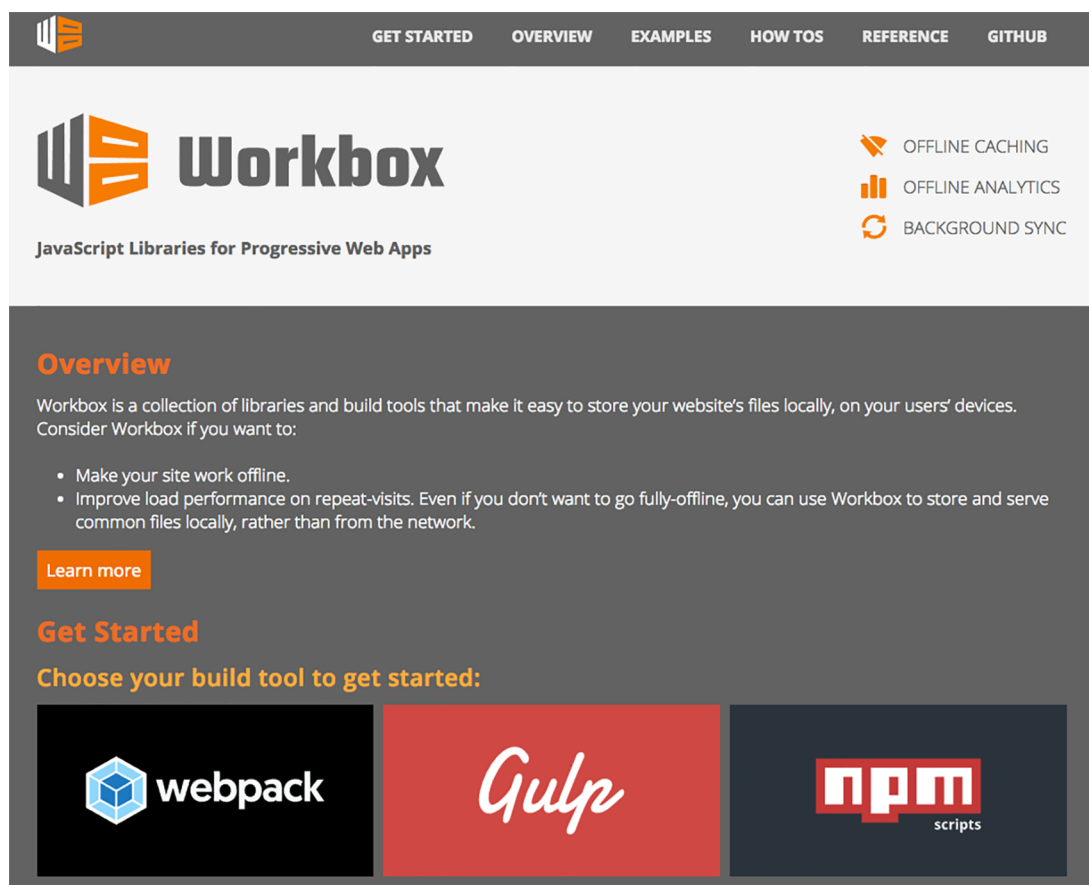 GET STARTED OVERVIEW EXAMPLES HOW TOS REFERENCE GITHUB
Workbox
JavaScript Libraries for Progressive Web Apps
OFFLINE CACHING
OFFLINE ANALYTICS
BACKGROUND SYNC
Overview
Workbox is a collection of libraries and build tools that make it easy to store your website’s files locally, on your users’ devices.
Consider Workbox if you want to:
• Make your site work offline.
• Improve load performance on repeat-visits. Even if you don’t want to go fully-offline, you can use Workbox to store and serve
common files locally, rather than from the network.
Learn more
Get Started
Choose your build tool to get started:
webpack
Gulp
npm
scripts